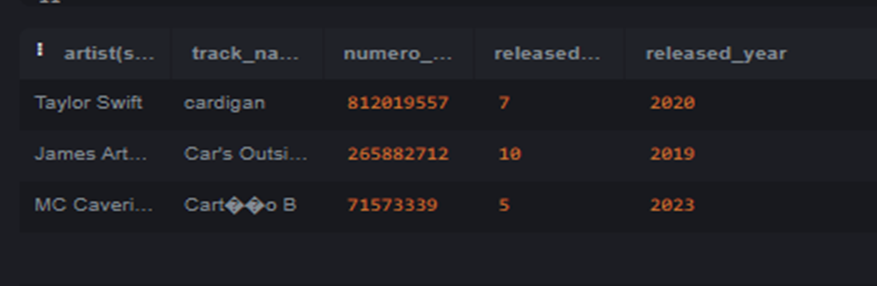 artist(s... track_na... numero_... released... released_year
Taylor Swift cardigan 812019557 7 2020
James Art... Car's Outsi... 265882712 10 2019
MC Caveri... Cart��o B 71573339 5 2023